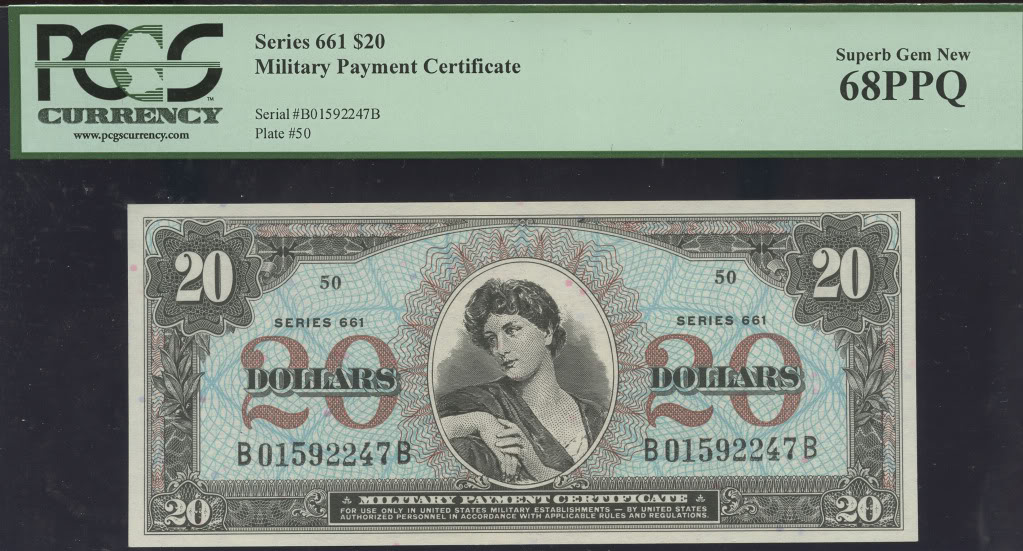 PCGS
CURRENCY™
www.pcgscurrency.com
Series 661 $20
Military Payment Certificate
Serial #B01592247B
Plate #50
Superb Gem New
68PPQ
20
20
50
50
SERIES 661
SERIES 661
20
20
DOLLARS
DOLLARS
B01592247B
B01592247B
20
20
MILITARY PAYMENT CERTIFICATE
FOR USE ONLY IN UNITED STATES MILITARY ESTABLISHMENTS — BY UNITED STATES
AUTHORIZED PERSONNEL IN ACCORDANCE WITH APPLICABLE RULES AND REGULATIONS.